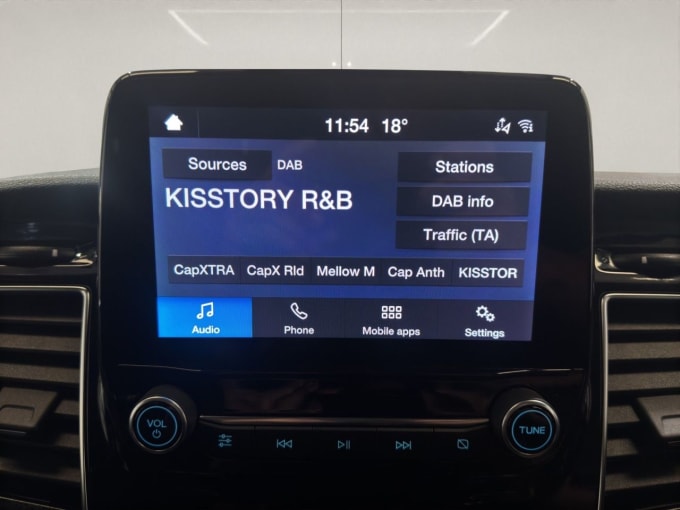 11:54 18°
Sources DAB Stations
KISSTORY R&B DAB info
Traffic (TA)
CapXTRA CapX Rld Mellow M Cap Anth KISSTOR
Audio Phone Mobile apps Settings
VOL TUNE